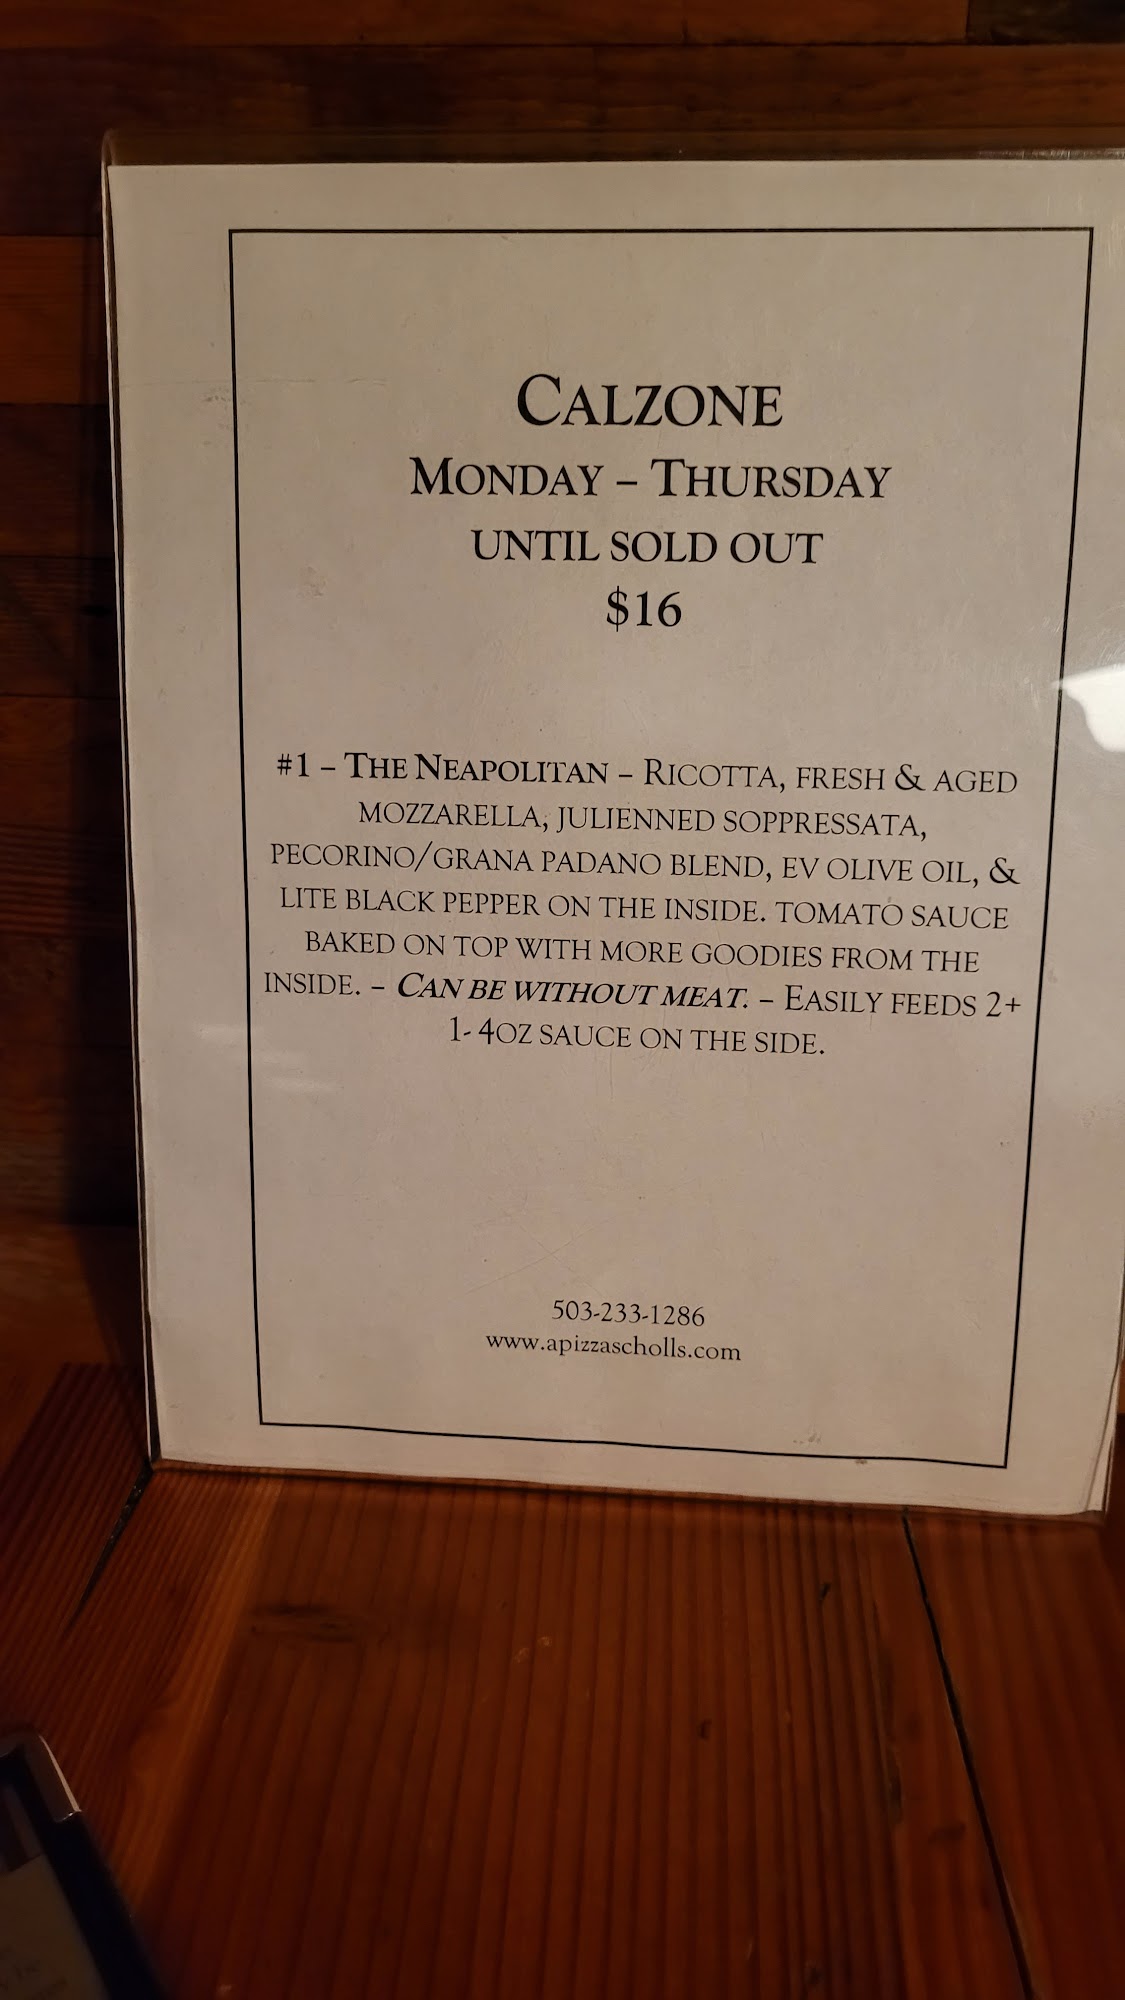 CALZONE
MONDAY – THURSDAY
UNTIL SOLD OUT
$16
#1 – THE NEAPOLITAN – RICOTTA, FRESH & AGED
MOZZARELLA, JULIENNED SOPPRESSATA,
PECORINO/GRANA PADANO BLEND, EV OLIVE OIL, &
LITE BLACK PEPPER ON THE INSIDE. TOMATO SAUCE
BAKED ON TOP WITH MORE GOODIES FROM THE
INSIDE. – CAN BE WITHOUT MEAT. – EASILY FEEDS 2+
1- 4OZ SAUCE ON THE SIDE.
503-233-1286
www.apizzascholls.com